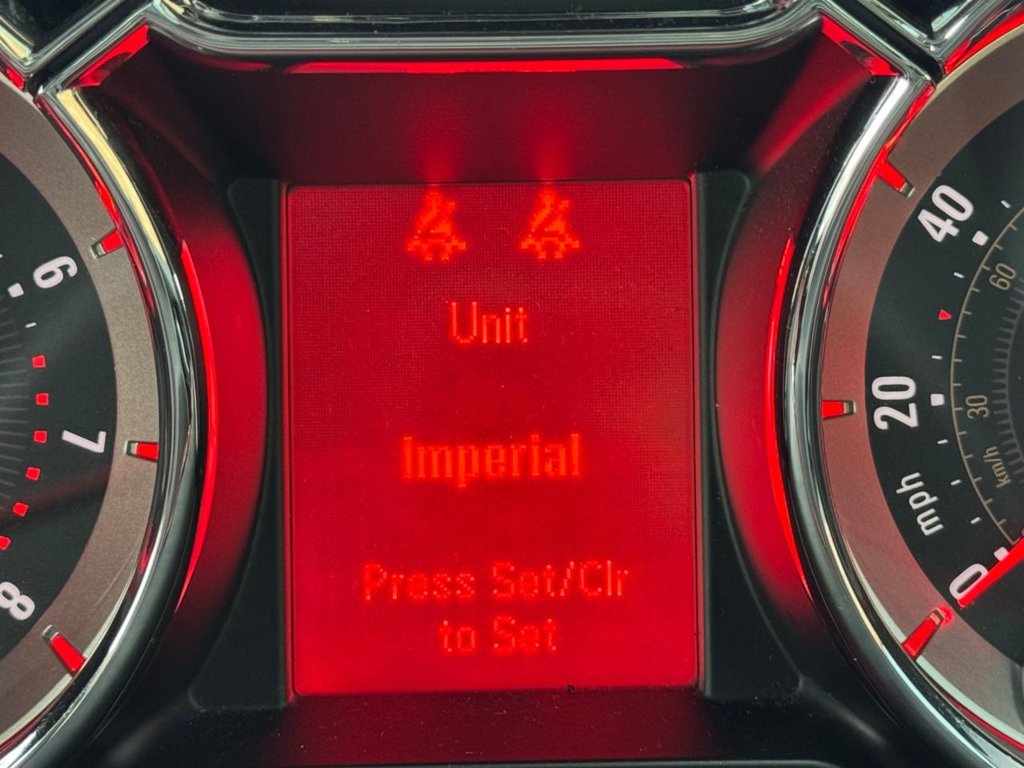 Unit
Imperial
Press Set/Clr
to Set
6
7
8
40
20
0
mph
60
30
km/h